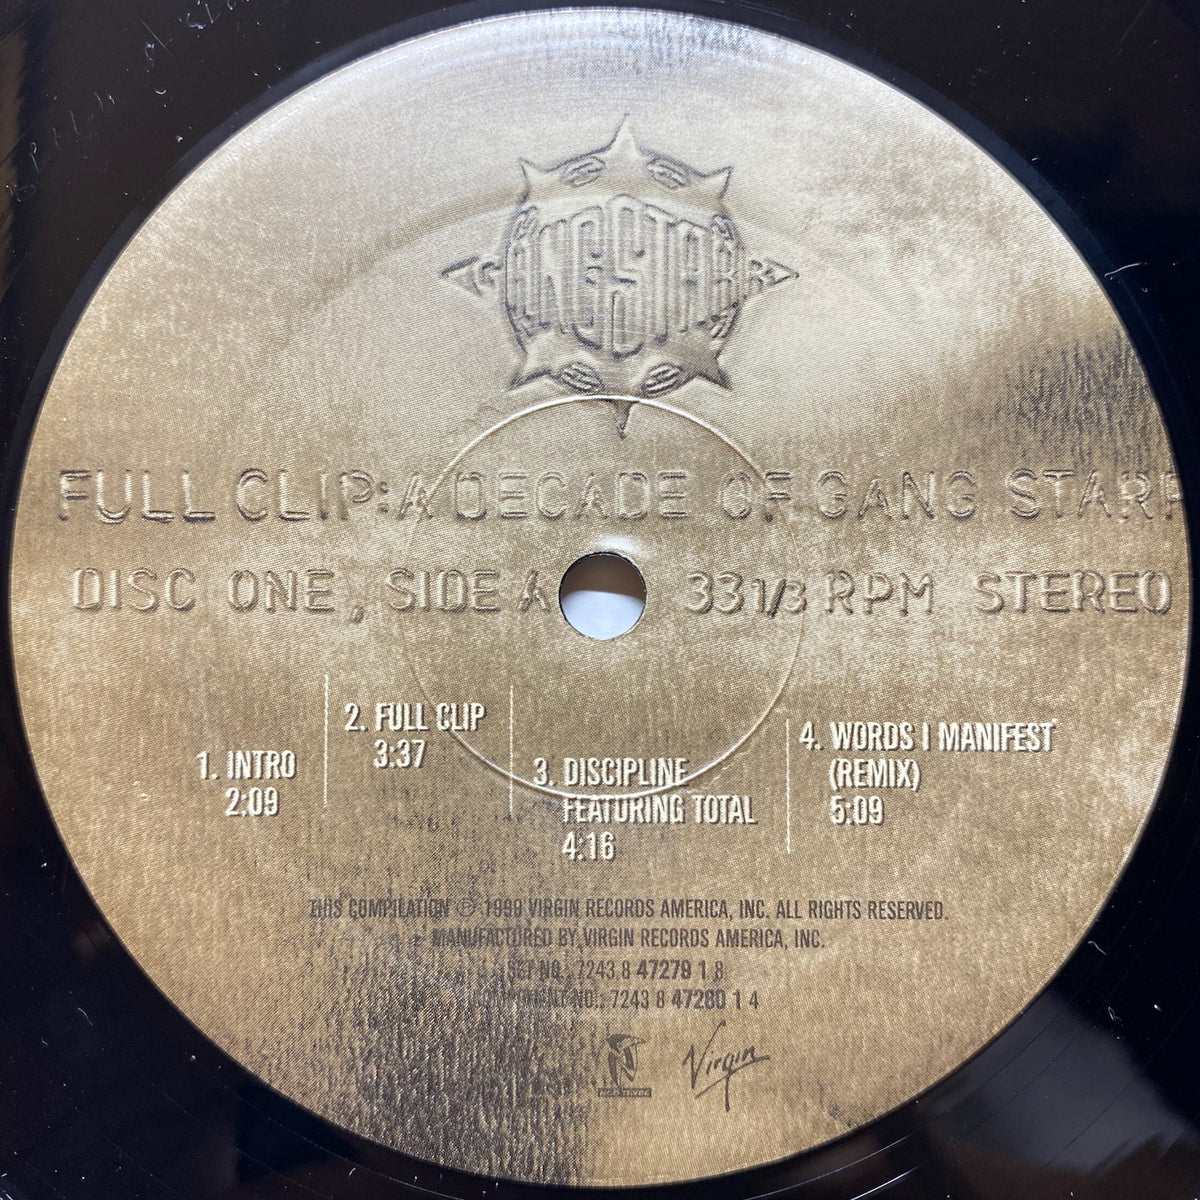 GANGSTARR
FULL CLIP: A DECADE OF GANG STARR
DISC ONE, SIDE A 33 1/3 RPM STEREO
1. INTRO
2:09
2. FULL CLIP
3:37
3. DISCIPLINE
FEATURING TOTAL
4:16
4. WORDS I MANIFEST
(REMIX)
5:09
THIS COMPILATION ℗ 1999 VIRGIN RECORDS AMERICA, INC. ALL RIGHTS RESERVED.
MANUFACTURED BY VIRGIN RECORDS AMERICA, INC.
SET NO.: 7243 8 47279 1 8
COMPONENT NO.: 7243 8 47280 1 4
Virgin